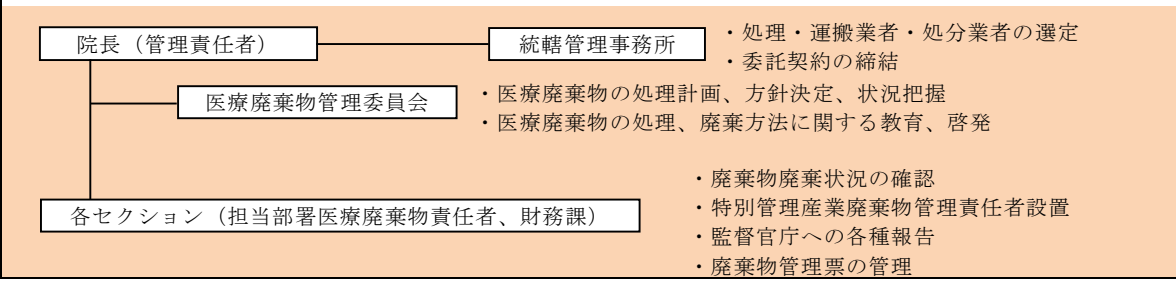 院長（管理責任者）
統轄管理事務所
・処理・運搬業者・処分業者の選定
・委託契約の締結
医療廃棄物管理委員会
・医療廃棄物の処理計画、方針決定、状況把握
・医療廃棄物の処理、廃棄方法に関する教育、啓発
各セクション（担当部署医療廃棄物責任者、財務課）
・廃棄物廃棄状況の確認
・特別管理産業廃棄物管理責任者設置
・監督官庁への各種報告
・廃棄物管理票の管理